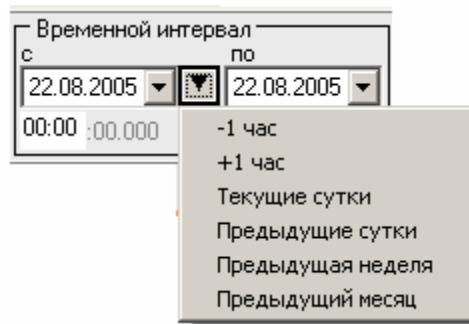 Временной интервал
с по
22.08.2005 22.08.2005
00:00 :00.000
-1 час
+1 час
Текущие сутки
Предыдущие сутки
Предыдущая неделя
Предыдущий месяц